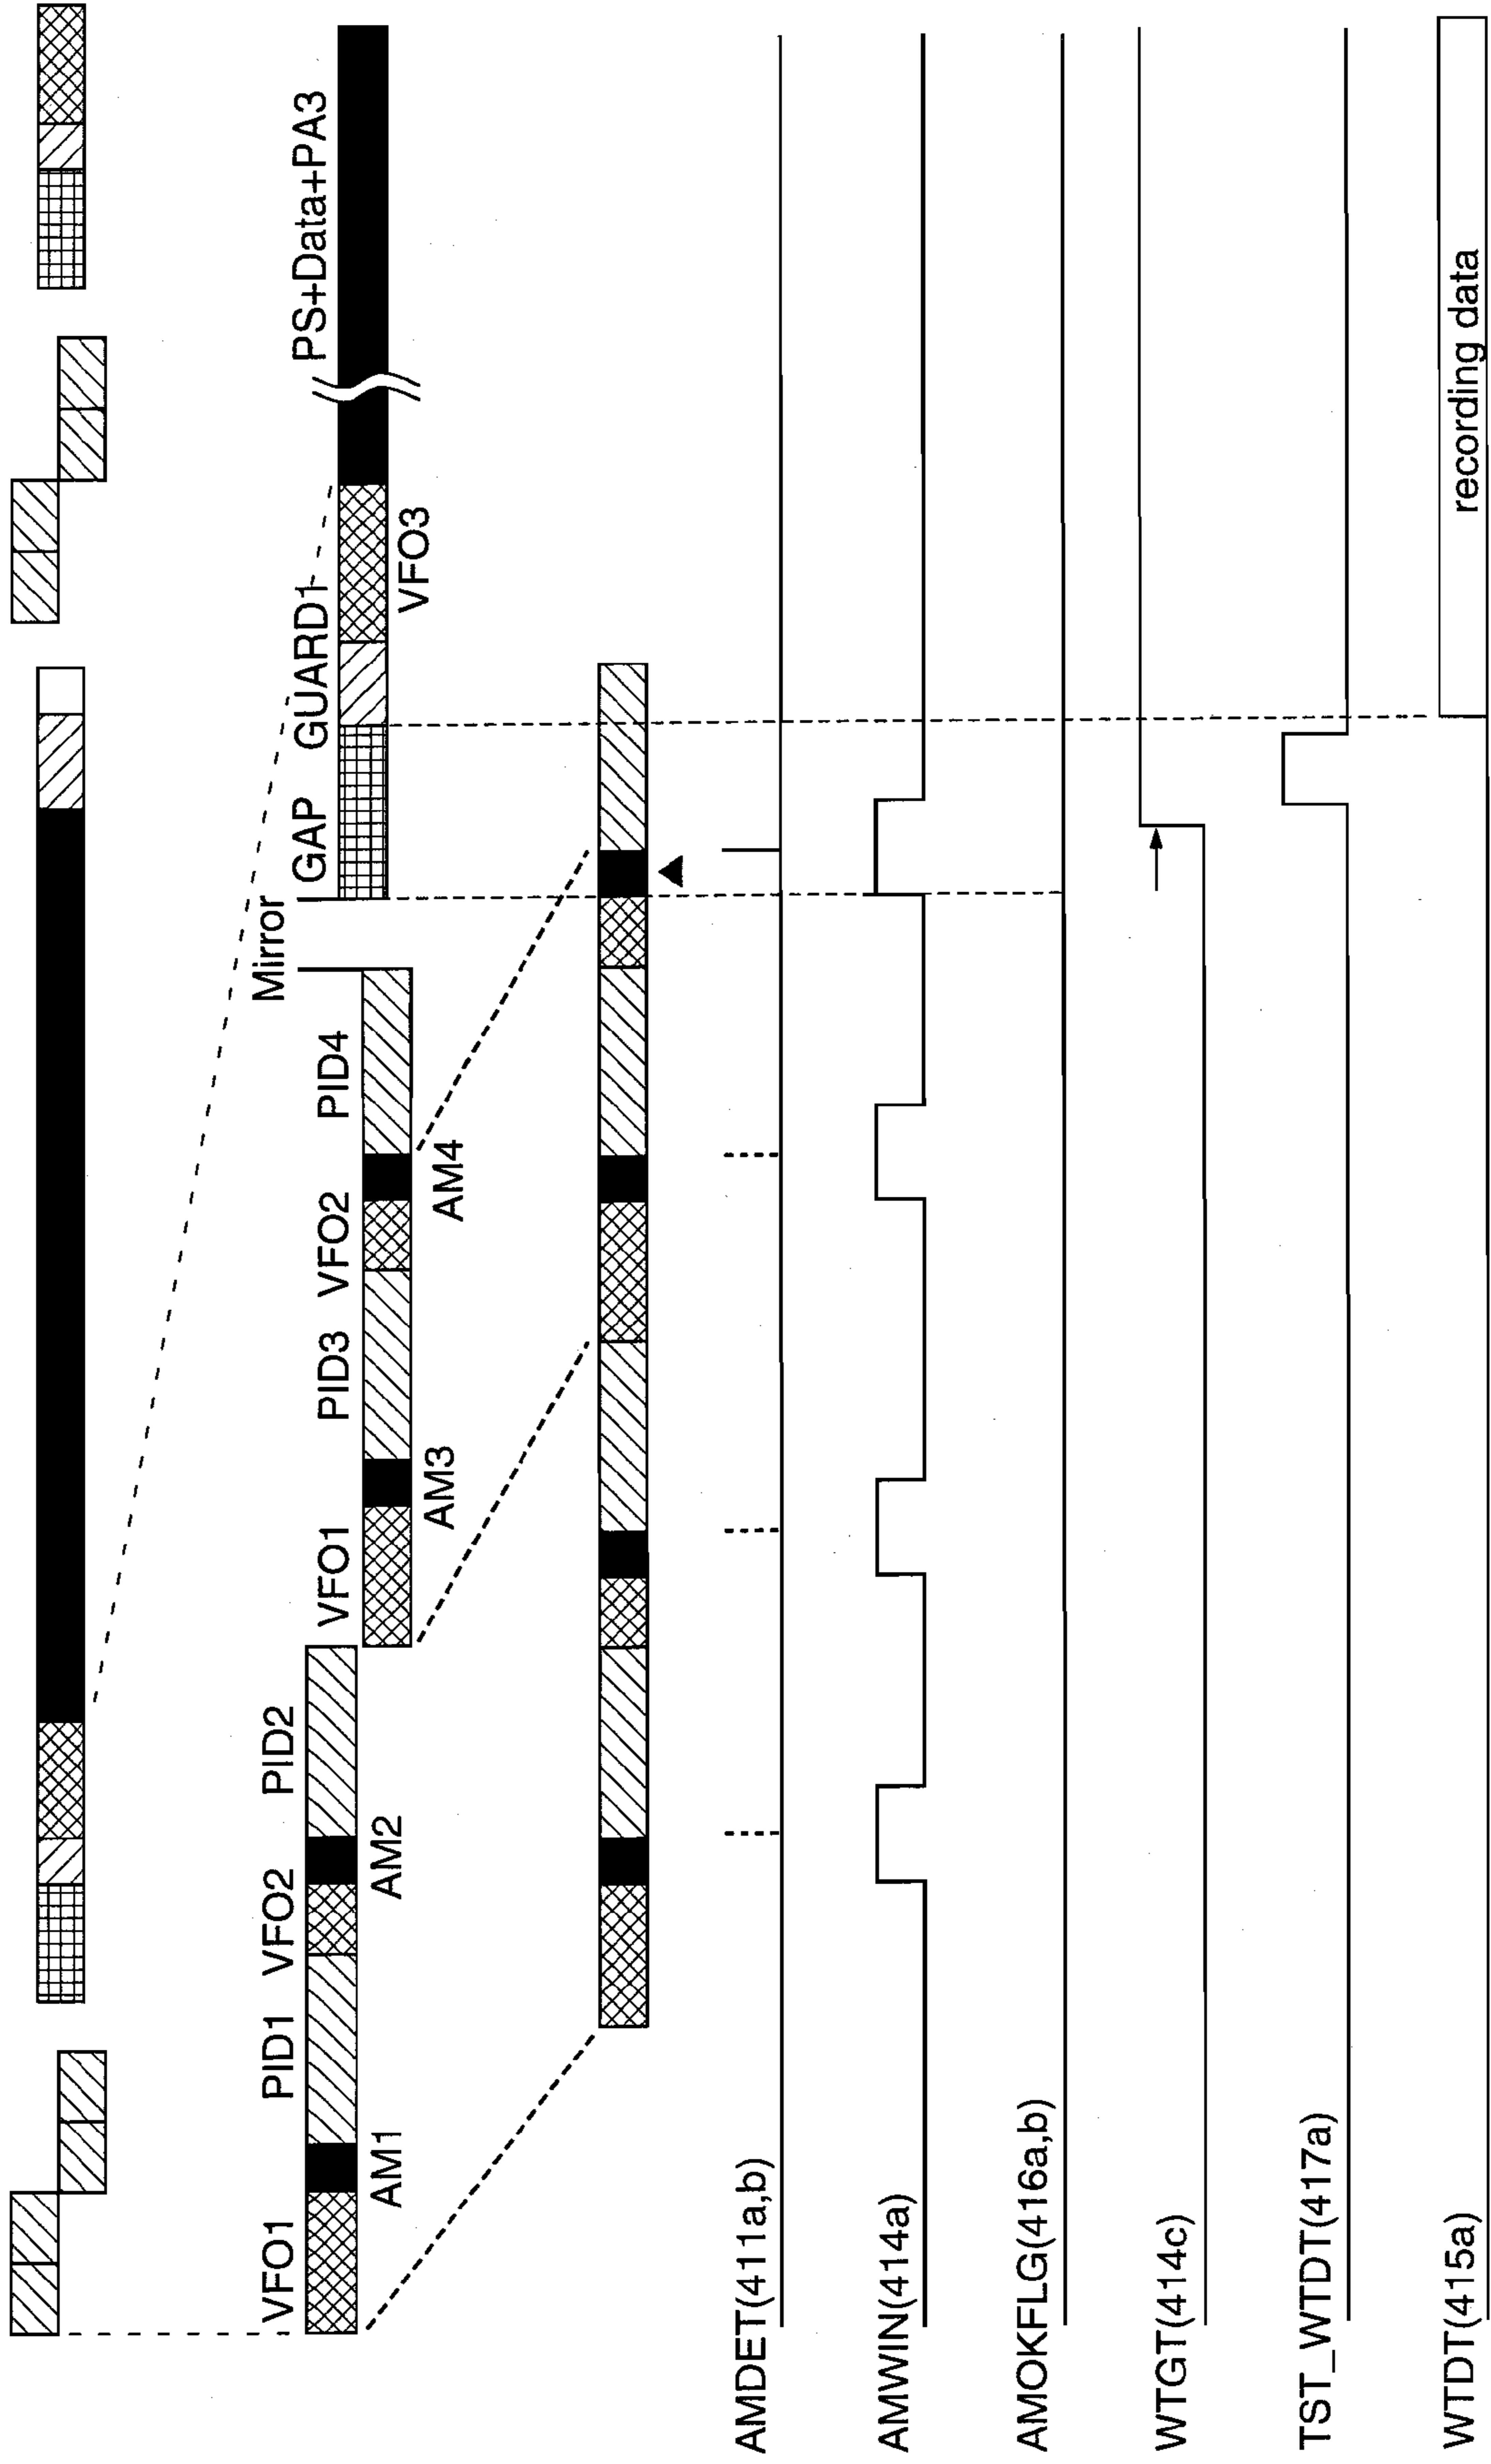 VFO1 PID1 VFO2 PID2
AM1 AM2
VFO1 PID3 VFO2 PID4
AM3 AM4
Mirror
GAP GUARD1 PS+Data+PA3
VFO3
AMDET(411a,b)
AMWIN(414a)
AMOKFLG(416a,b)
WTGT(414c)
TST_WTDT(417a)
WTDT(415a)
recording data